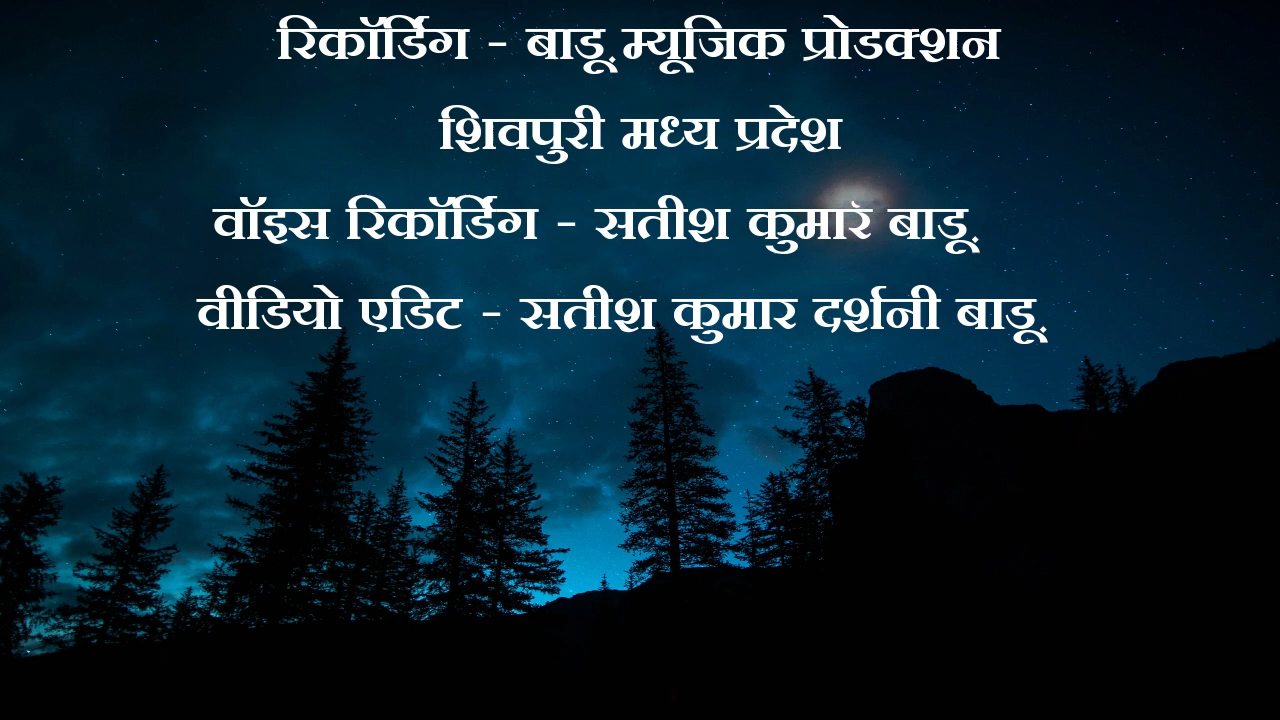 रिकॉर्डिग - बाडू म्यूजिक प्रोडक्शन
शिवपुरी मध्य प्रदेश
वॉइस रिकॉर्डिग - सतीश कुमार बाडू
वीडियो एडिट - सतीश कुमार दर्शनी बाडू